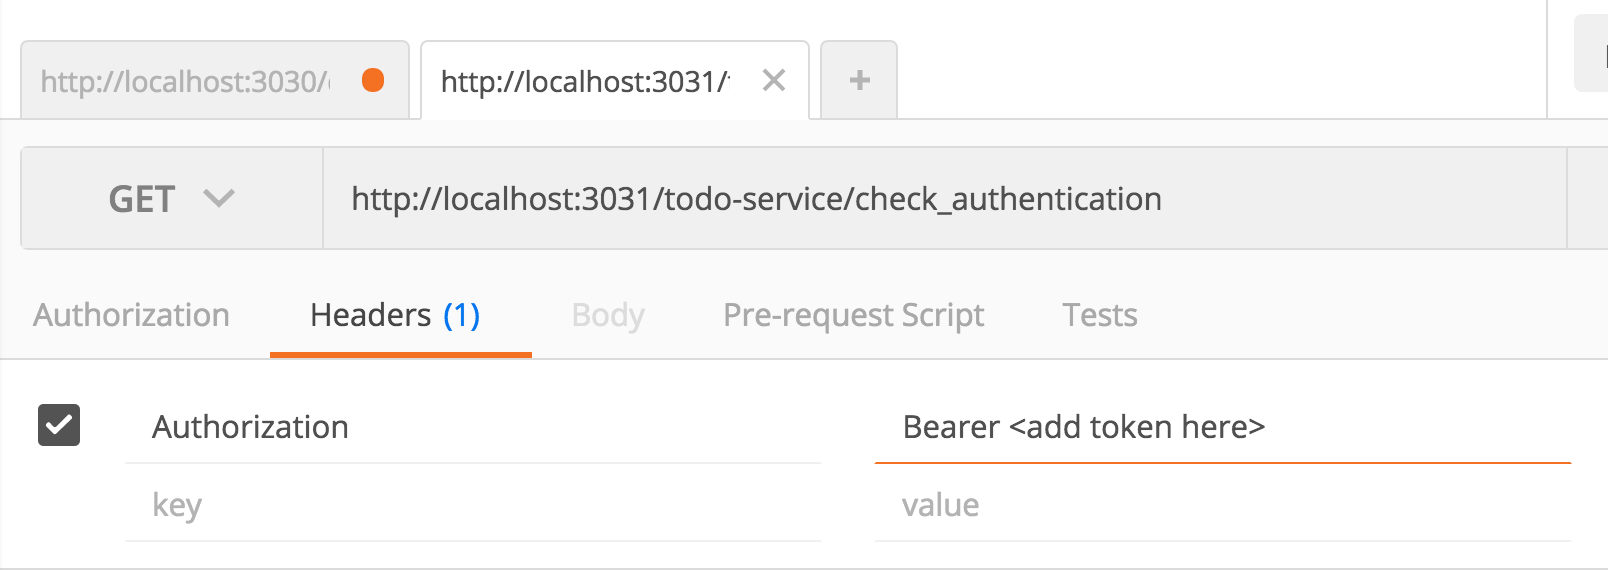 http://localhost:3030/ http://localhost:3031/ +
GET http://localhost:3031/todo-service/check_authentication
Authorization Headers (1) Body Pre-request Script Tests
Authorization Bearer <add token here>
key value